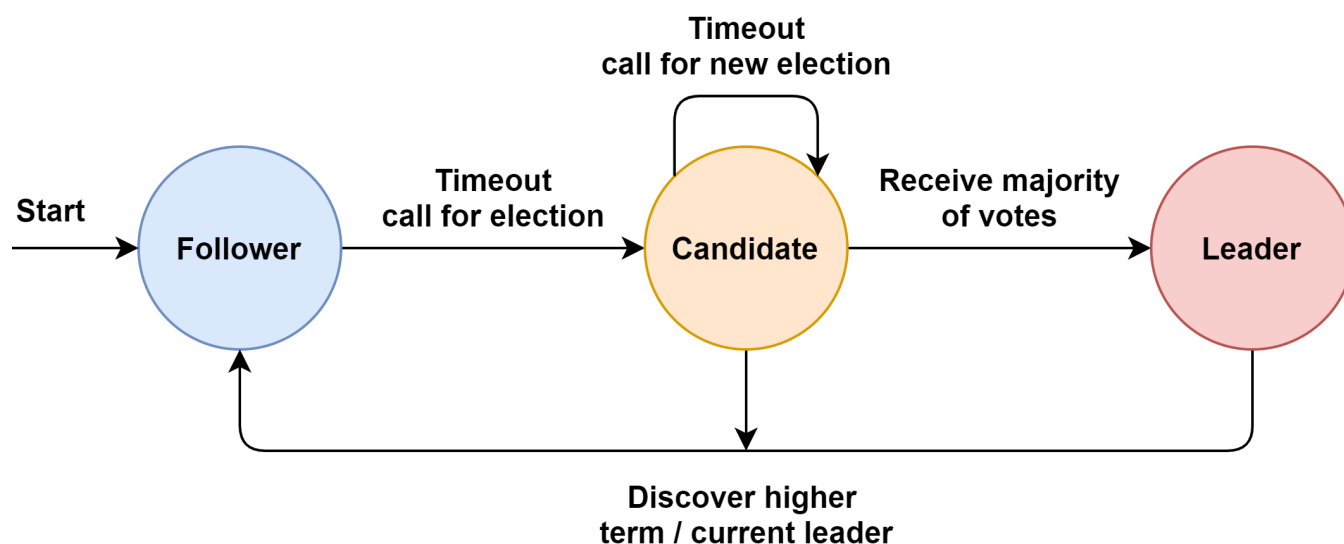 Timeout
call for new election
Start
Timeout
call for election
Receive majority
of votes
Follower
Candidate
Leader
Discover higher
term / current leader